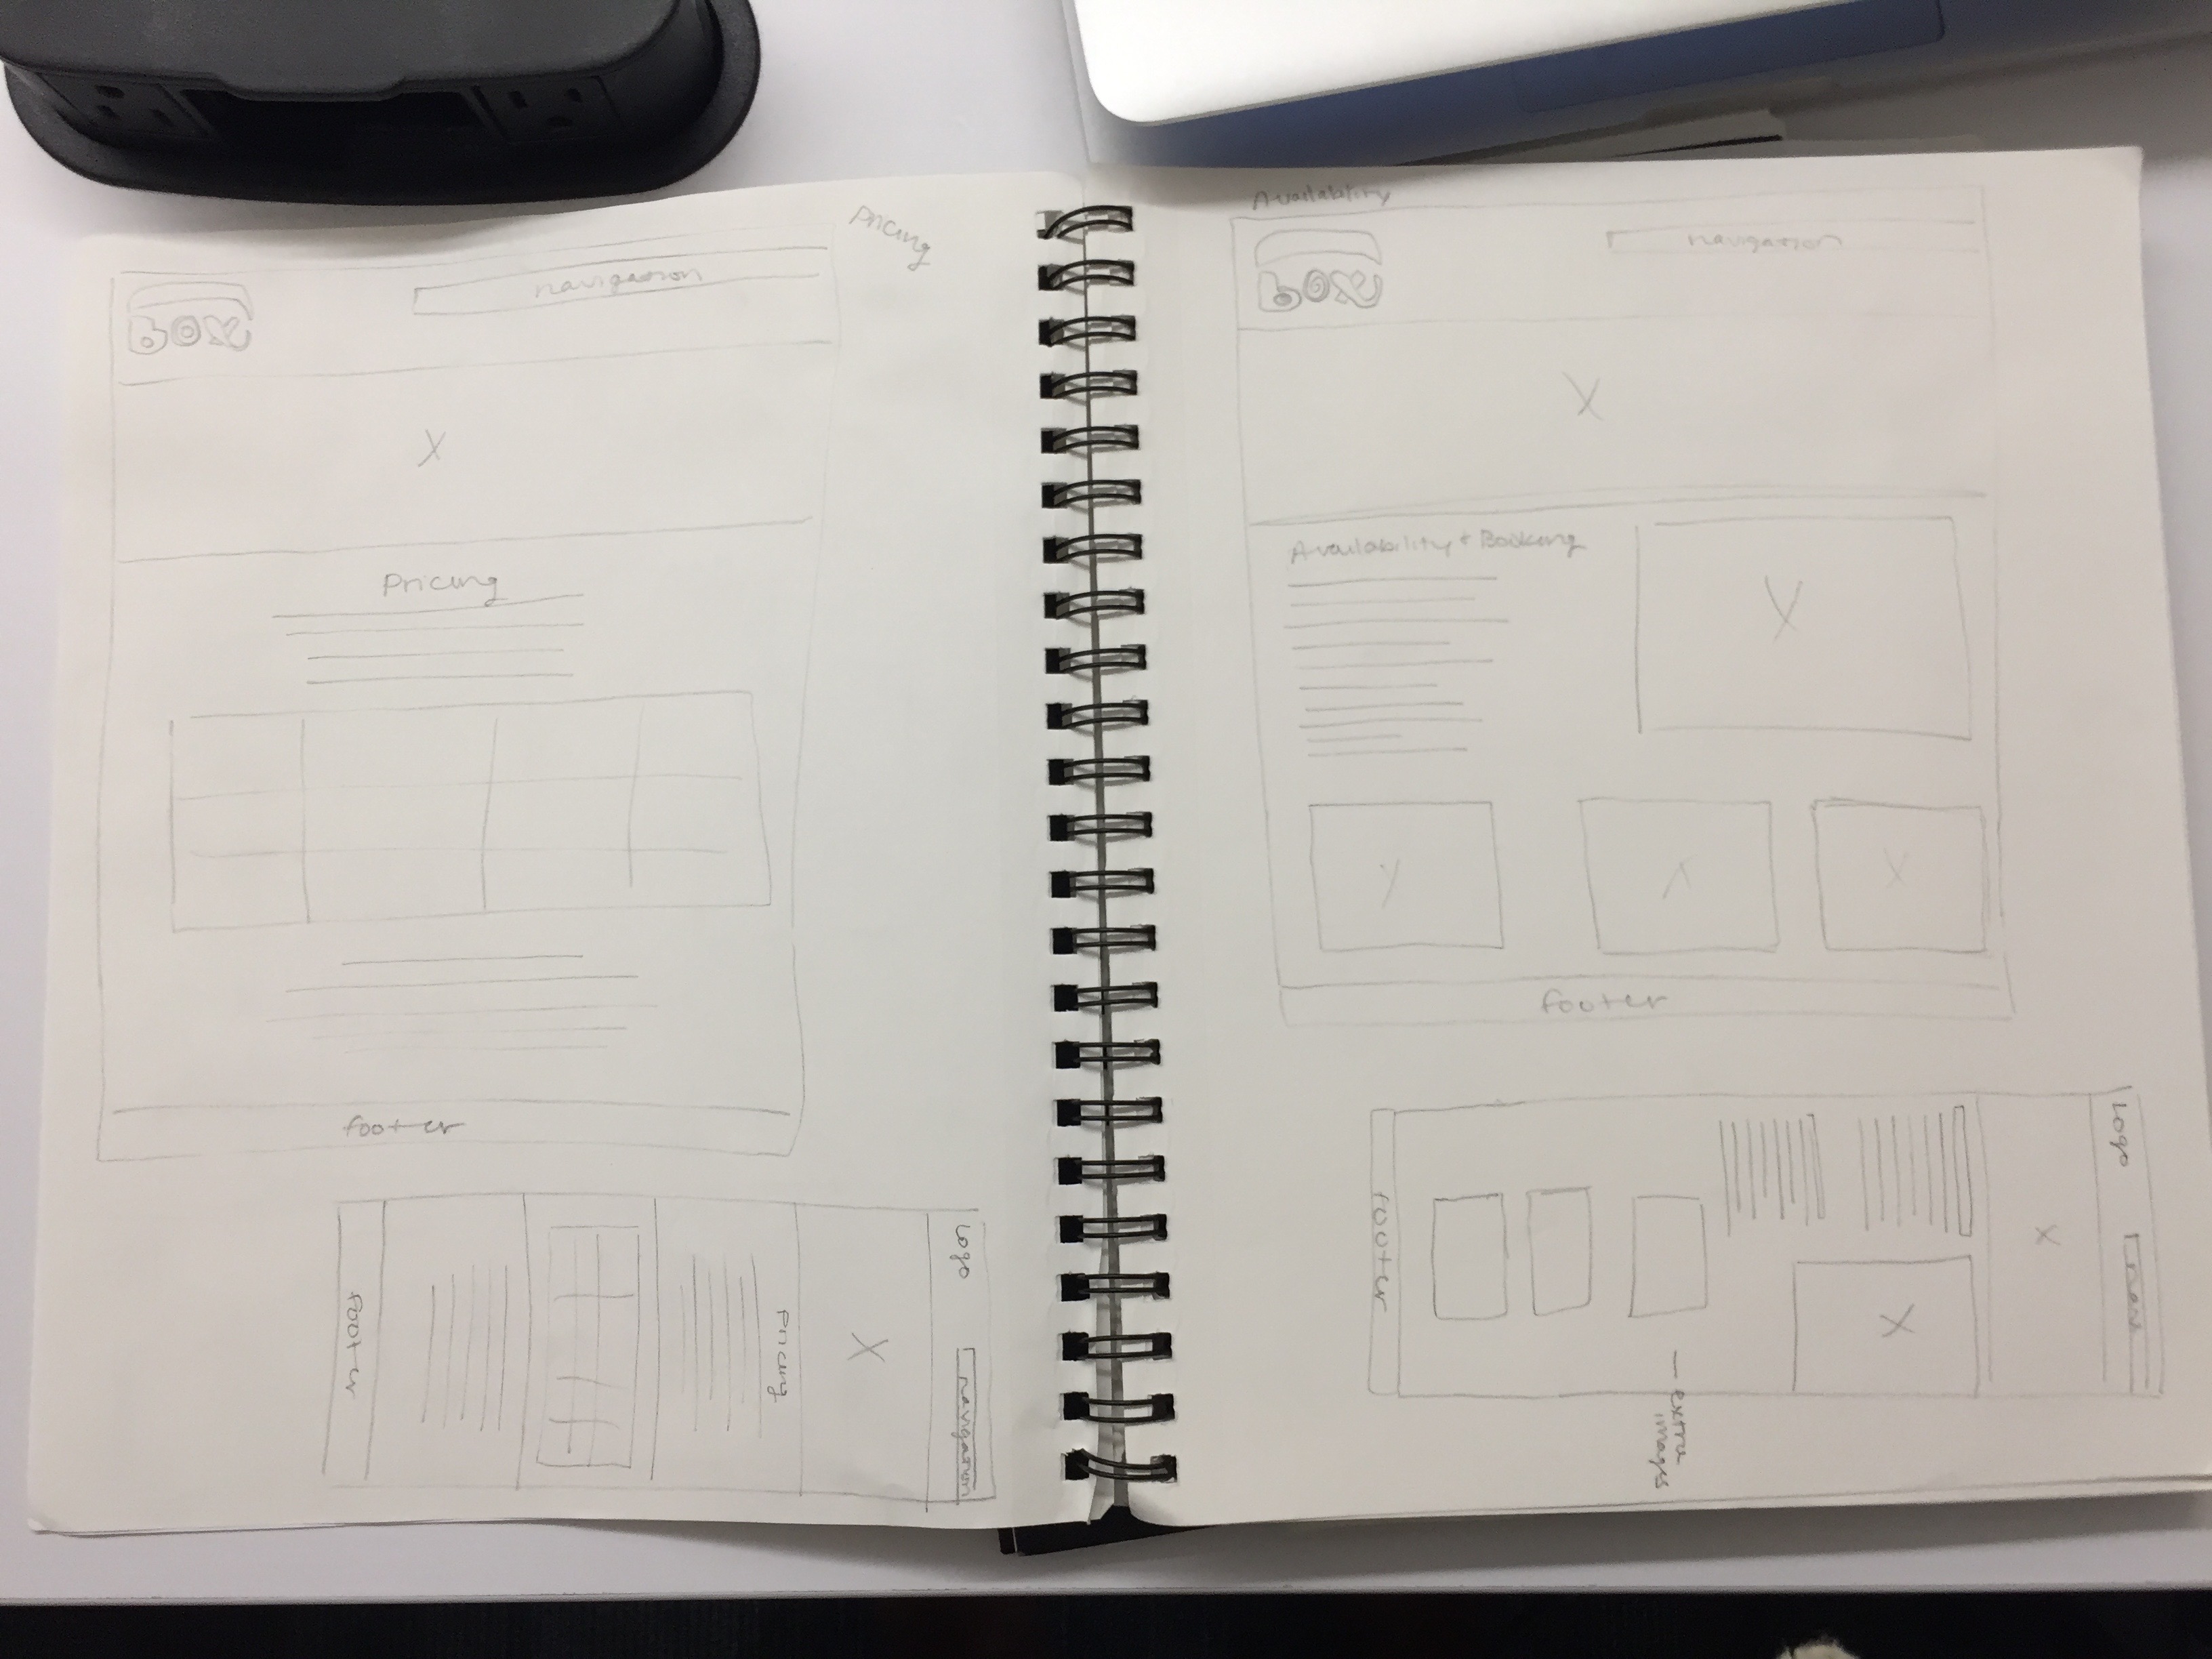 Pricing
box
navigation
X
Pricing
footer
Logo
navigation
X
Pricing
footer
Availability
box
navigation
X
Availability + Booking
X
X
X
X
footer
Logo
nav
X
X
— extra
images
footer